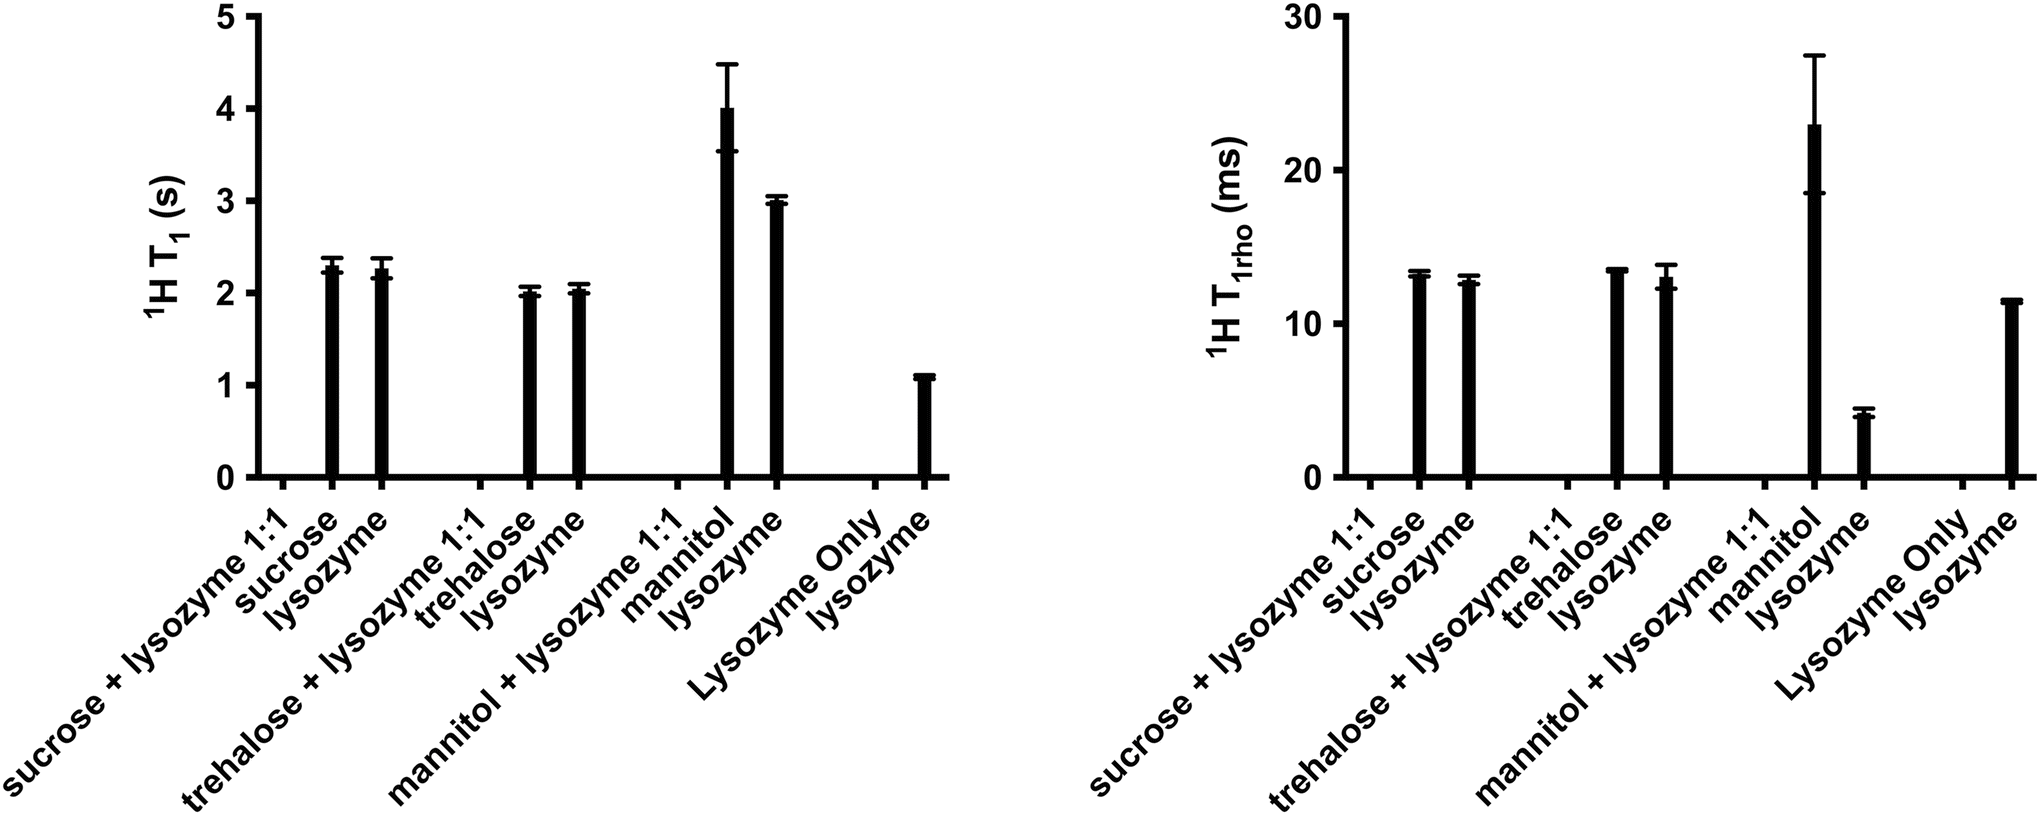 5
4
3
2
1
0
¹H T₁ (s)
sucrose + lysozyme 1:1
sucrose
lysozyme
trehalose + lysozyme 1:1
trehalose
lysozyme
mannitol + lysozyme 1:1
mannitol
lysozyme
Lysozyme Only
lysozyme
30
20
10
0
¹H T₁rho (ms)
sucrose + lysozyme 1:1
sucrose
lysozyme
trehalose + lysozyme 1:1
trehalose
lysozyme
mannitol + lysozyme 1:1
mannitol
lysozyme
Lysozyme Only
lysozyme